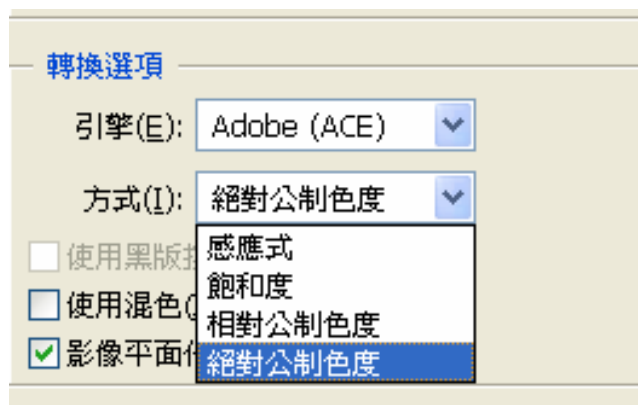 轉換選項
引擎(E): Adobe (ACE)
方式(I): 絕對公制色度
感應式
飽和度
相對公制色度
絕對公制色度
使用黑版
使用混色(
影像平面